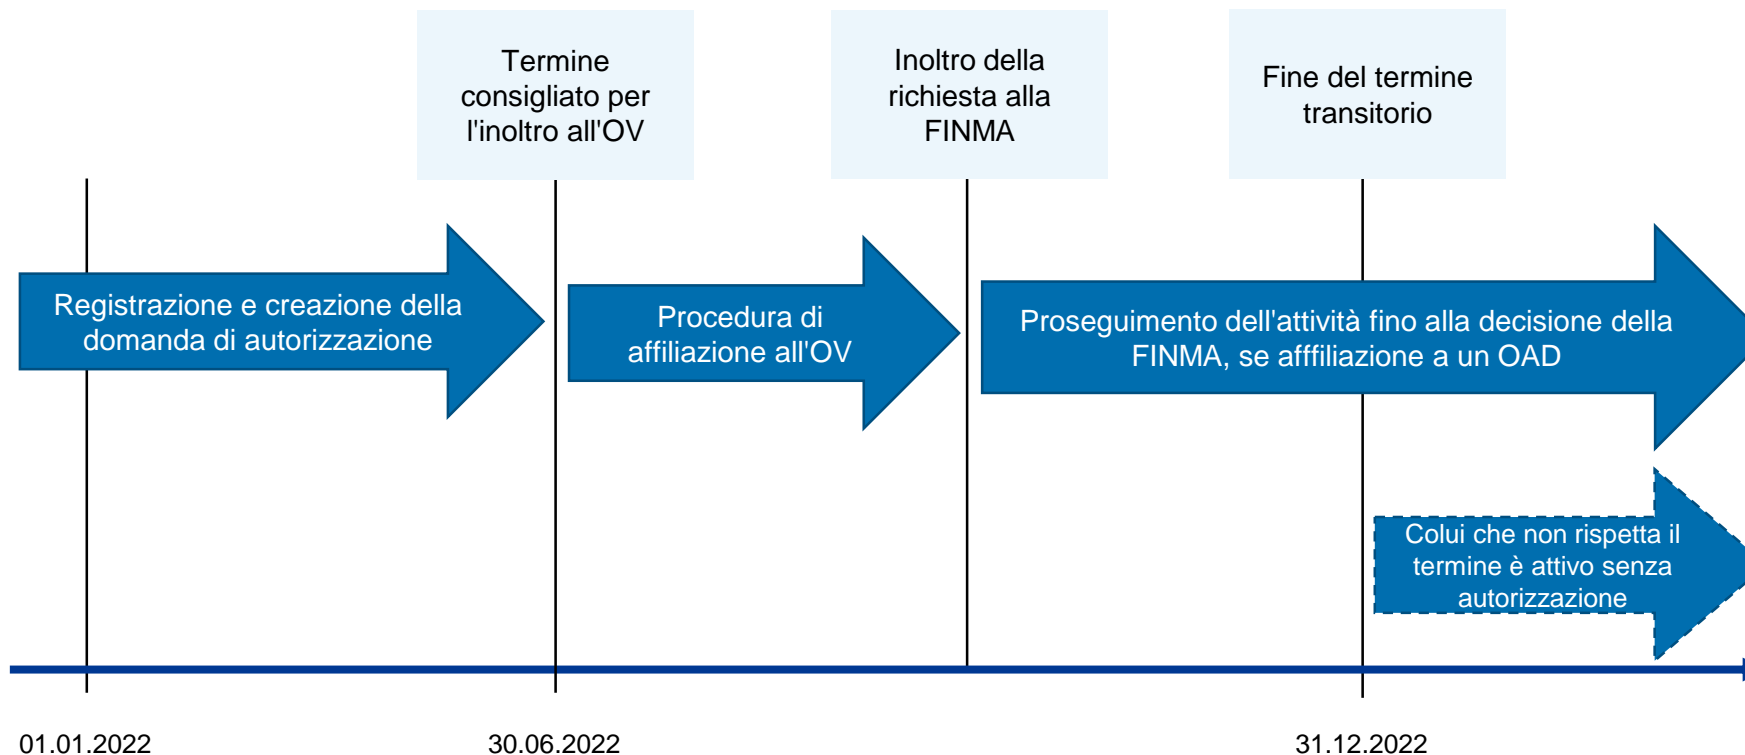 Termine
consigliato per
l'inoltro all'OV
Inoltro della
richiesta alla
FINMA
Fine del termine
transitorio
Registrazione e creazione della
domanda di autorizzazione
Procedura di
affiliazione all'OV
Proseguimento dell'attività fino alla decisione della
FINMA, se afffiliazione a un OAD
Colui che non rispetta il
termine è attivo senza
autorizzazione
01.01.2022
30.06.2022
31.12.2022